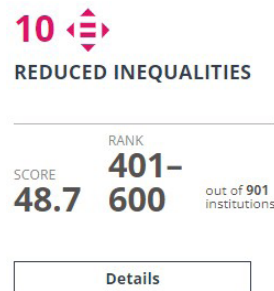 10
REDUCED INEQUALITIES
SCORE
48.7
RANK
401–
600
out of 901
institutions
Details